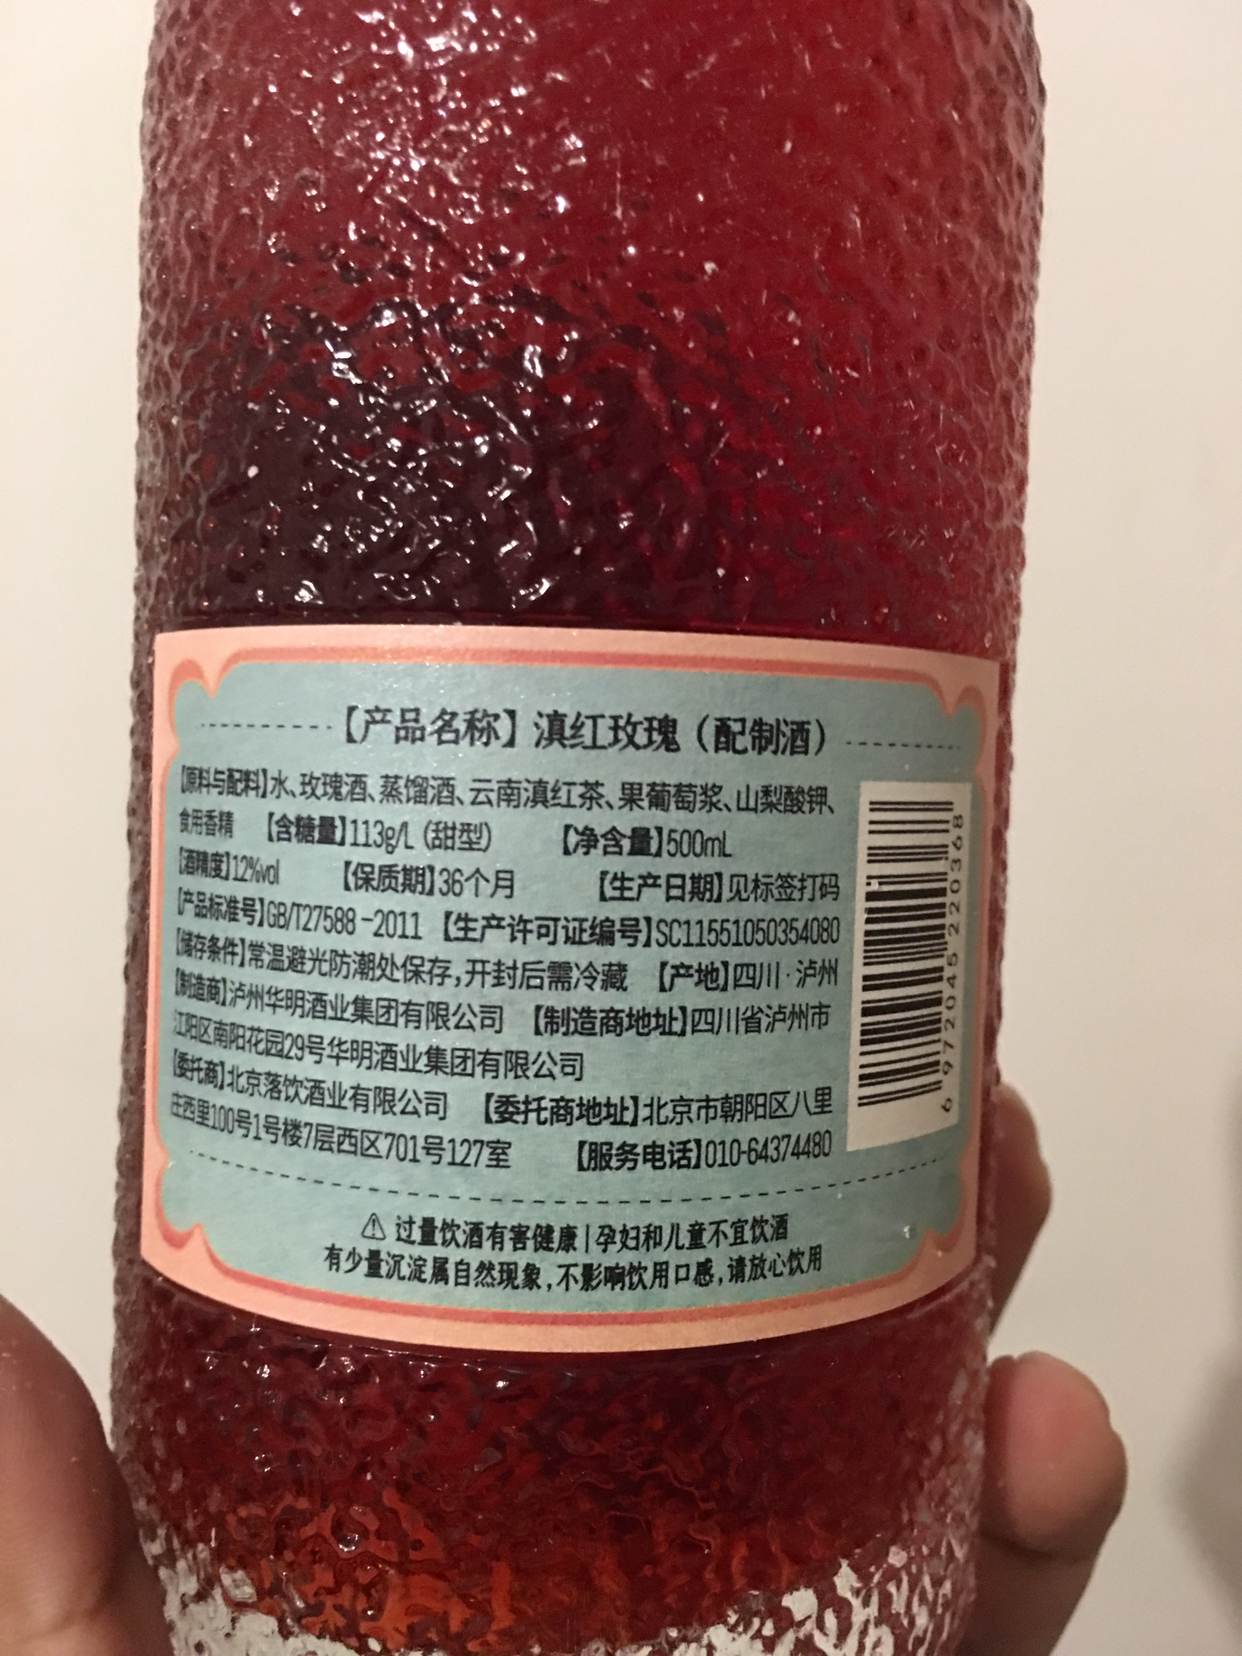 【产品名称】滇红玫瑰（配制酒）
【原料与配料】水、玫瑰酒、蒸馏酒、云南滇红茶、果葡萄浆、山梨酸钾、
食用香精 【含糖量】113g/L（甜型） 【净含量】500mL
【酒精度】12%vol 【保质期】36个月 【生产日期】见标签打码
【产品标准号】GB/T27588-2011 【生产许可证编号】SC11551050354080
【储存条件】常温避光防潮处保存,开封后需冷藏 【产地】四川·泸州
【制造商】泸州华明酒业集团有限公司 【制造商地址】四川省泸州市
江阳区南阳花园29号华明酒业集团有限公司
【委托商】北京落饮酒业有限公司 【委托商地址】北京市朝阳区八里
庄西里100号1号楼7层西区701号127室 【服务电话】010-64374480
⚠ 过量饮酒有害健康|孕妇和儿童不宜饮酒
有少量沉淀属自然现象,不影响饮用口感,请放心饮用
6 972045 220368